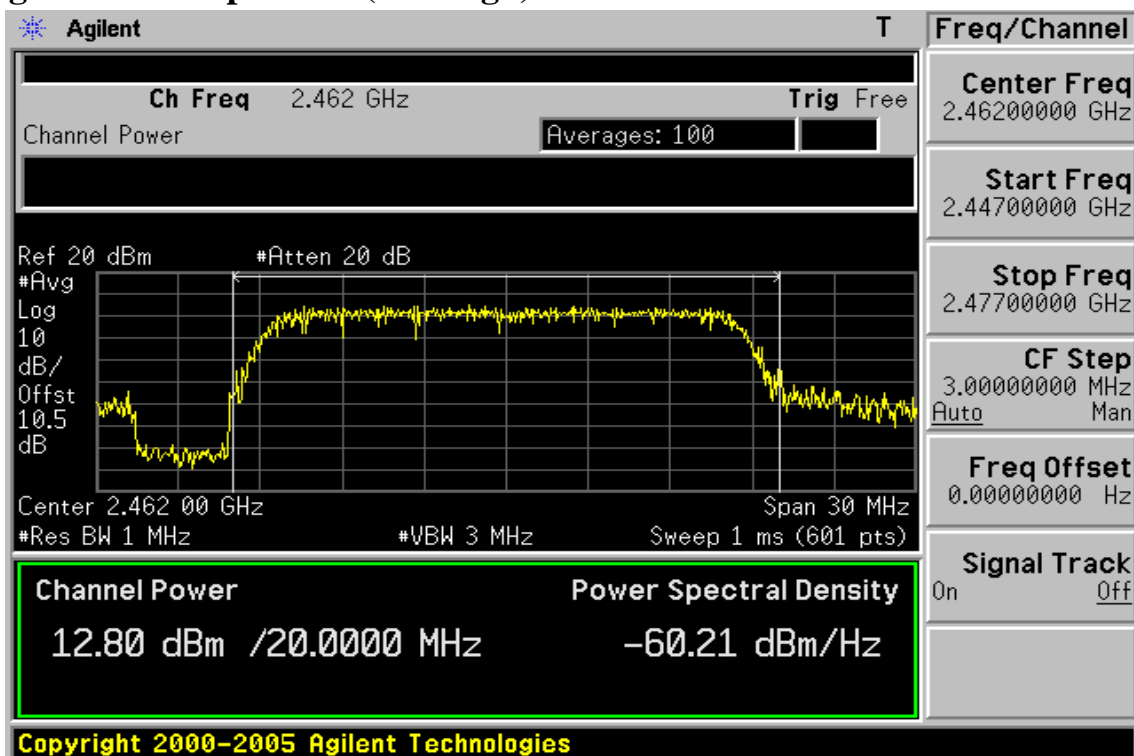 Agilent T
Freq/Channel
Ch Freq 2.462 GHz Trig Free
Channel Power Averages: 100
Ref 20 dBm #Atten 20 dB
#Avg
Log
10
dB/
Offst
10.5
dB
Center 2.462 00 GHz Span 30 MHz
#Res BW 1 MHz #VBW 3 MHz Sweep 1 ms (601 pts)
Channel Power Power Spectral Density
12.80 dBm /20.0000 MHz -60.21 dBm/Hz
Center Freq
2.46200000 GHz
Start Freq
2.44700000 GHz
Stop Freq
2.47700000 GHz
CF Step
3.00000000 MHz
Auto Man
Freq Offset
0.00000000 Hz
Signal Track
On Off
Copyright 2000-2005 Agilent Technologies